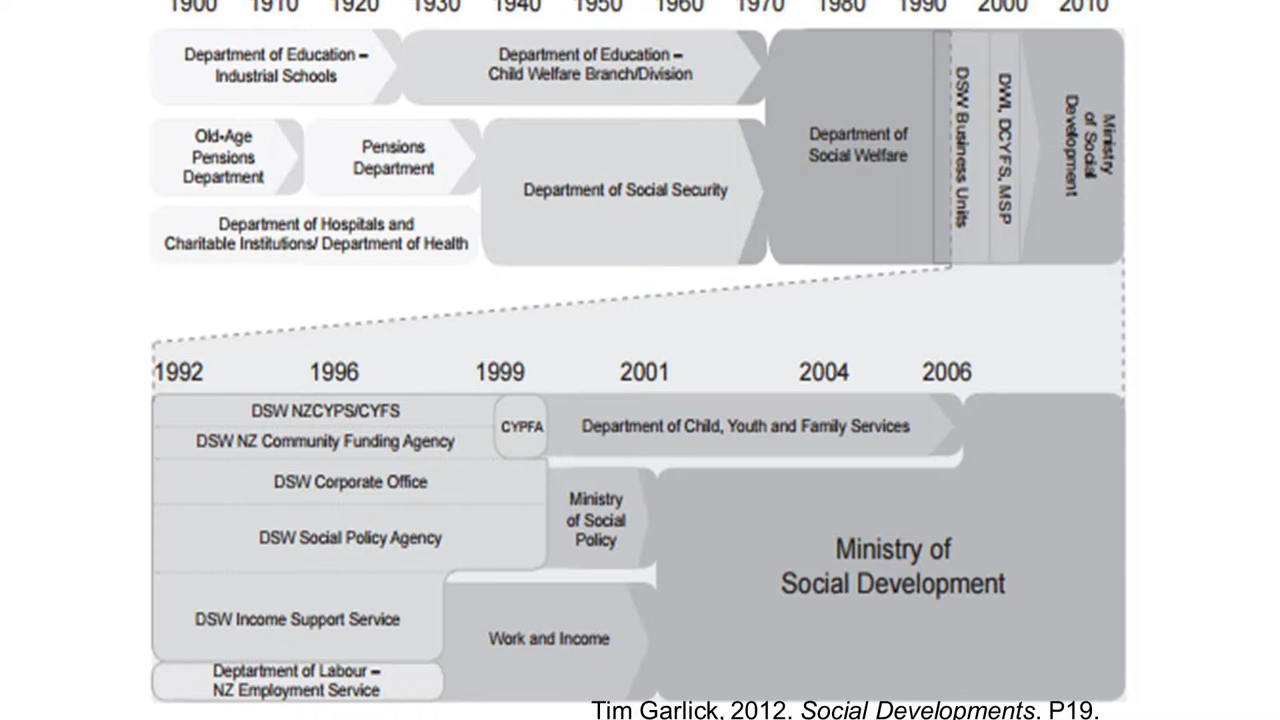 1900 1910 1920 1930 1940 1950 1960 1970 1980 1990 2000 2010
Department of Education –
Industrial Schools
Department of Education –
Child Welfare Branch/Division
Old-Age
Pensions
Department
Pensions
Department
Department of Hospitals and
Charitable Institutions/ Department of Health
Department of Social Security
Department of
Social Welfare
DSW Business Units
DWI, DCYFS, MSP
Ministry
of Social
Development
1992 1996 1999 2001 2004 2006
DSW NZCYPS/CYFS
DSW NZ Community Funding Agency
CYPFA
Department of Child, Youth and Family Services
DSW Corporate Office
DSW Social Policy Agency
Ministry
of Social
Policy
Ministry of
Social Development
DSW Income Support Service
Work and Income
Deptartment of Labour –
NZ Employment Service
Tim Garlick, 2012. Social Developments. P19.